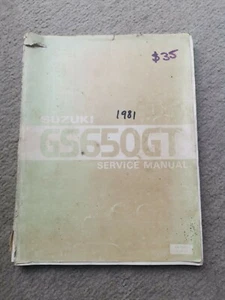 $35
SUZUKI
1981
GS650GT
SERVICE MANUAL